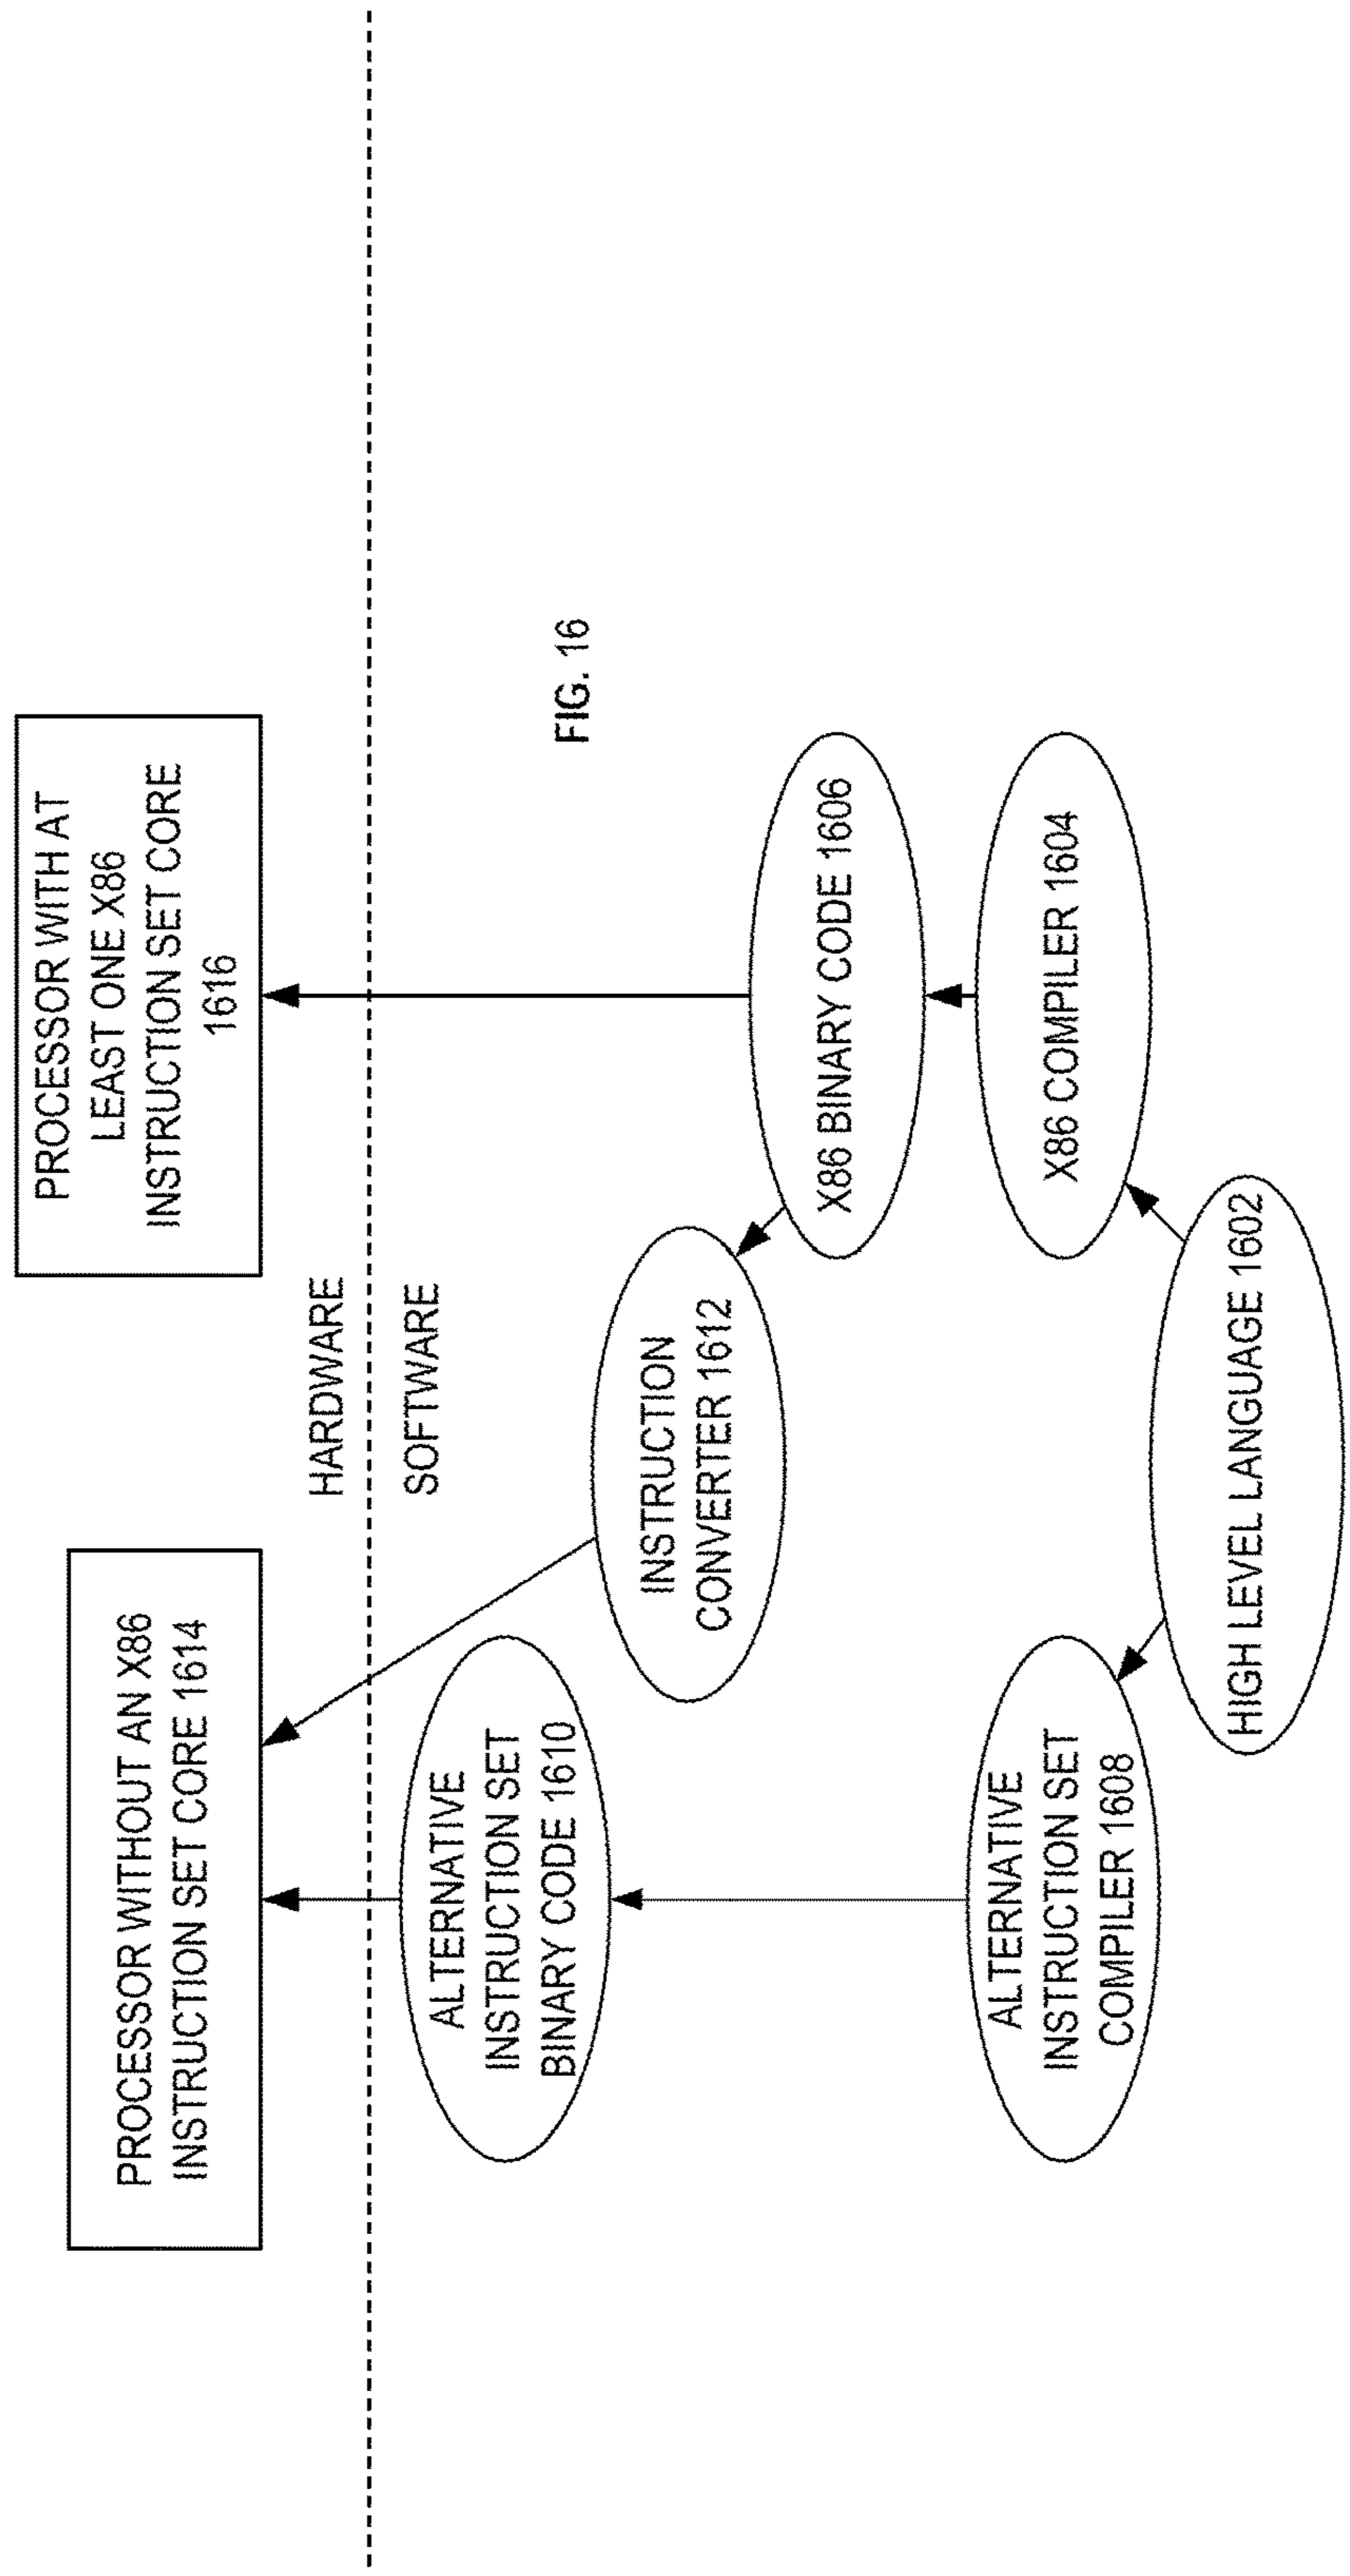 PROCESSOR WITHOUT AN X86
INSTRUCTION SET CORE 1614
PROCESSOR WITH AT
LEAST ONE X86
INSTRUCTION SET CORE
1616
HARDWARE
SOFTWARE
ALTERNATIVE
INSTRUCTION SET
BINARY CODE 1610
INSTRUCTION
CONVERTER 1612
FIG. 16
X86 BINARY CODE 1606
ALTERNATIVE
INSTRUCTION SET
COMPILER 1608
X86 COMPILER 1604
HIGH LEVEL LANGUAGE 1602